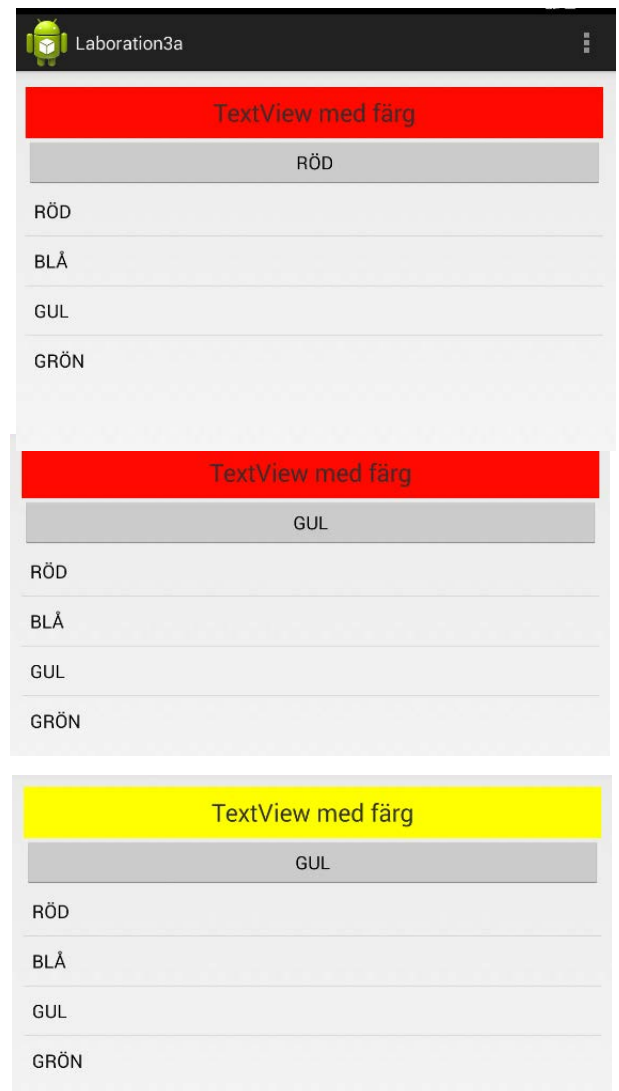 Laboration3a
TextView med färg
RÖD
RÖD
BLÅ
GUL
GRÖN
TextView med färg
GUL
RÖD
BLÅ
GUL
GRÖN
TextView med färg
GUL
RÖD
BLÅ
GUL
GRÖN